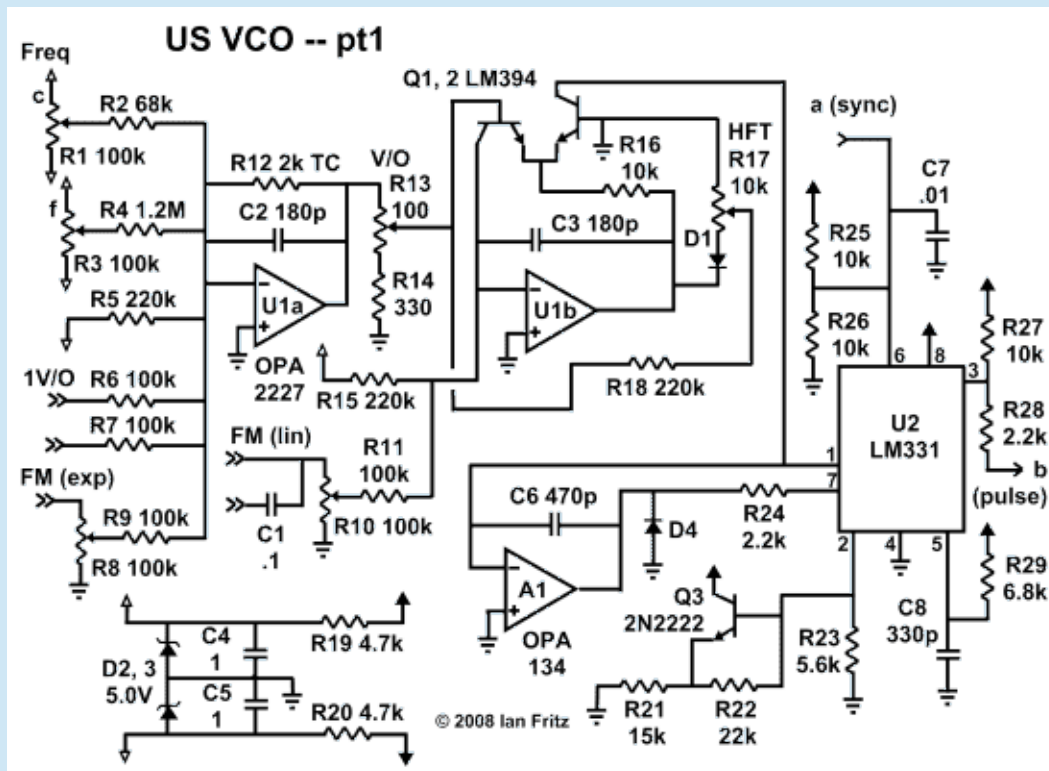 US VCO -- pt1
Freq
c
R2 68k
R1 100k
f
R4 1.2M
R3 100k
R5 220k
1V/O
R6 100k
R7 100k
FM (exp)
R9 100k
R8 100k
R12 2k TC
C2 180p
U1a
OPA
2227
V/O
R13
100
R14
330
R15 220k
FM (lin)
C1
.1
R11
100k
R10 100k
Q1, 2 LM394
R16
10k
C3 180p
U1b
HFT
R17
10k
D1
R18 220k
a (sync)
C7
.01
R25
10k
R26
10k
R27
10k
R28
2.2k
b
(pulse)
6
8
3
1
7
2
4
5
U2
LM331
C6 470p
A1
OPA
134
D4
R24
2.2k
Q3
2N2222
R21
15k
R22
22k
R23
5.6k
C8
330p
R29
6.8k
D2, 3
5.0V
C4
1
C5
1
R19 4.7k
R20 4.7k
© 2008 Ian Fritz